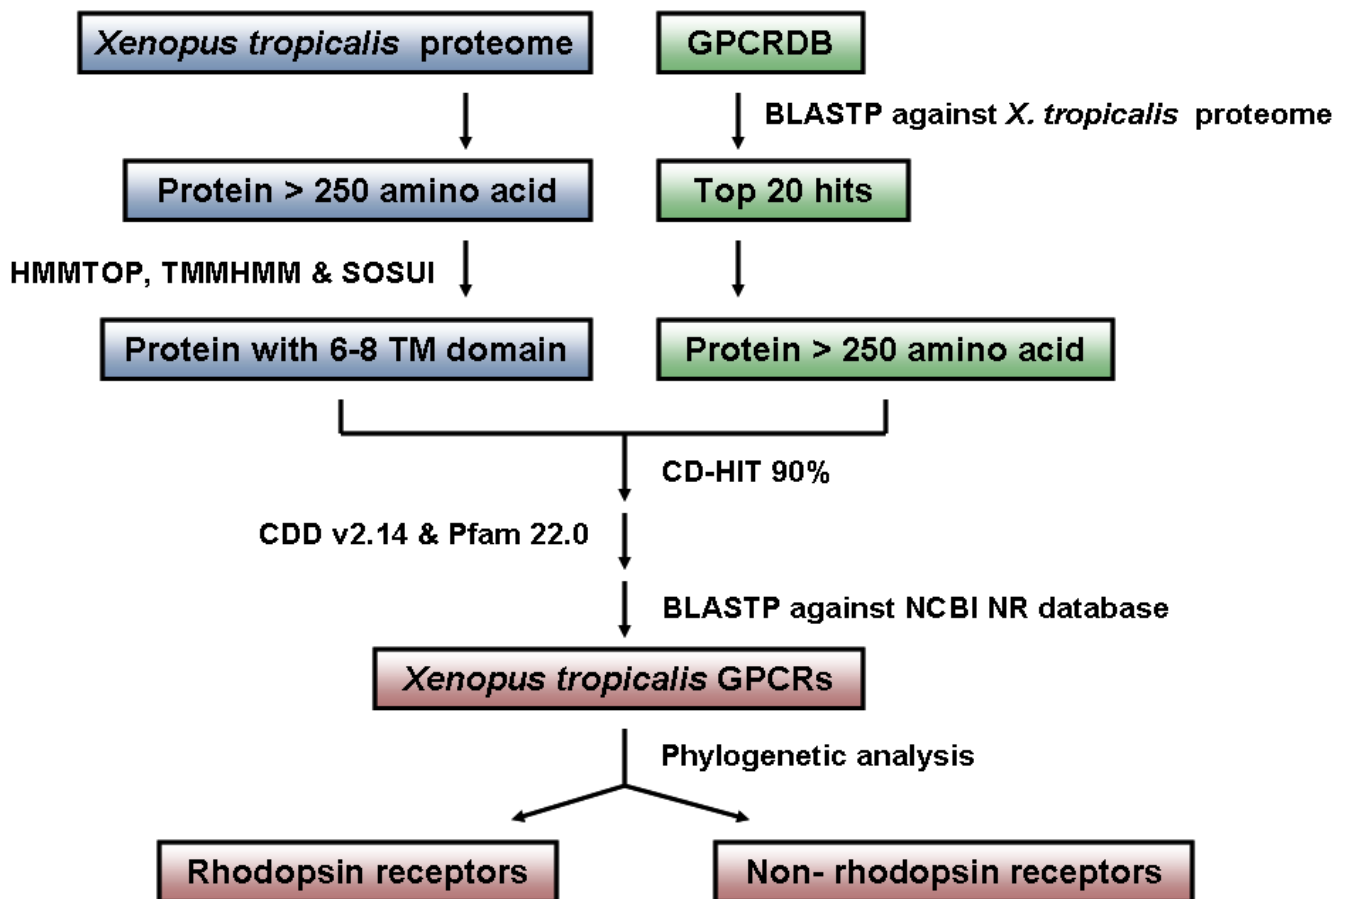 Xenopus tropicalis proteome
GPCRDB
BLASTP against X. tropicalis proteome
Protein > 250 amino acid
Top 20 hits
HMMTOP, TMMHMM & SOSUI
Protein with 6-8 TM domain
Protein > 250 amino acid
CD-HIT 90%
CDD v2.14 & Pfam 22.0
BLASTP against NCBI NR database
Xenopus tropicalis GPCRs
Phylogenetic analysis
Rhodopsin receptors
Non- rhodopsin receptors